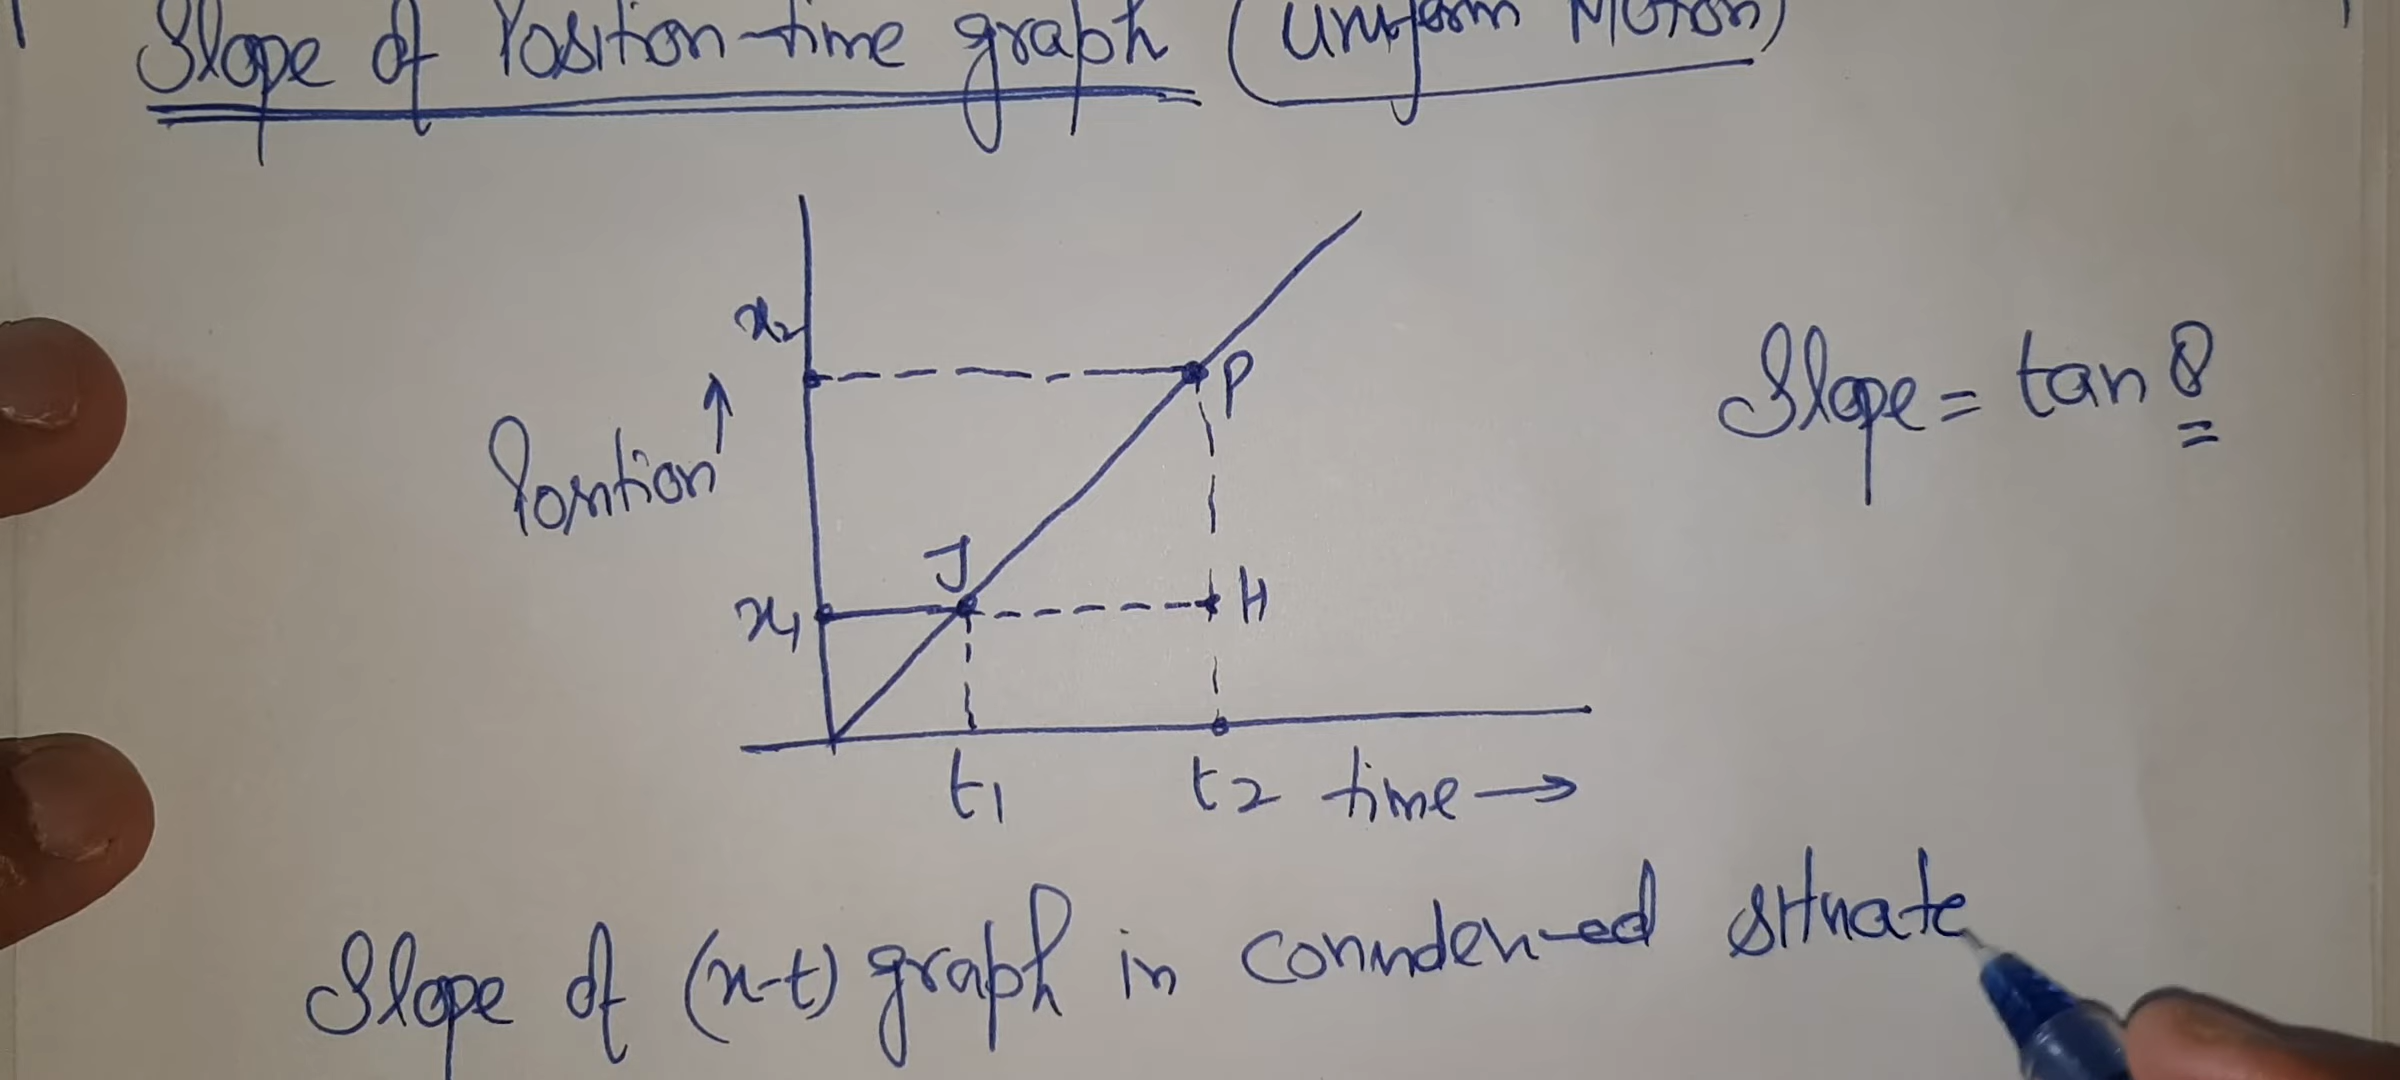 Slope of Position-time graph (Uniform Motion)
x2
P
Position ↑
Slope = tan θ
J
x1
H
t1
t2 time →
Slope of (x-t) graph in considered situate